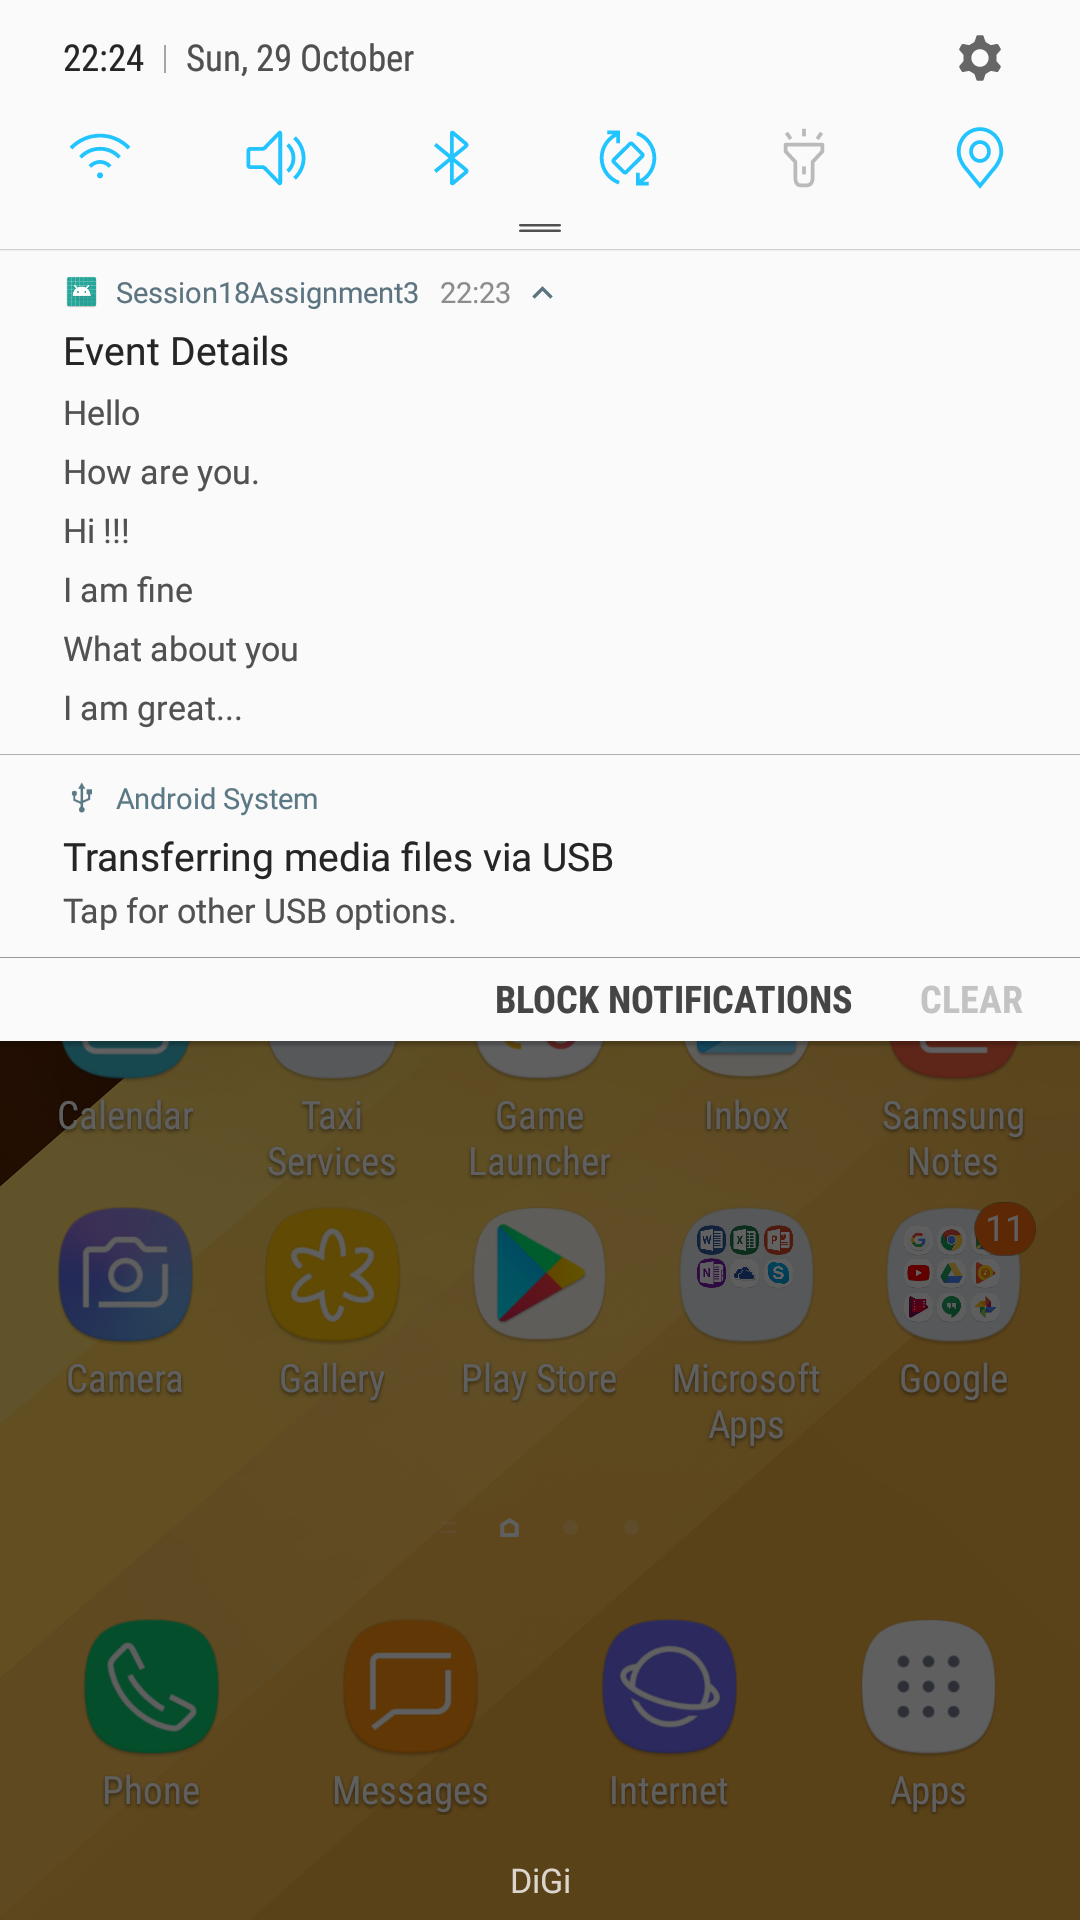 22:24 | Sun, 29 October
Session18Assignment3 22:23
Event Details
Hello
How are you.
Hi !!!
I am fine
What about you
I am great...
Android System
Transferring media files via USB
Tap for other USB options.
BLOCK NOTIFICATIONS CLEAR
Calendar Taxi Services Game Launcher Inbox Samsung Notes
11
Camera Gallery Play Store Microsoft Apps Google
Phone Messages Internet Apps
DiGi